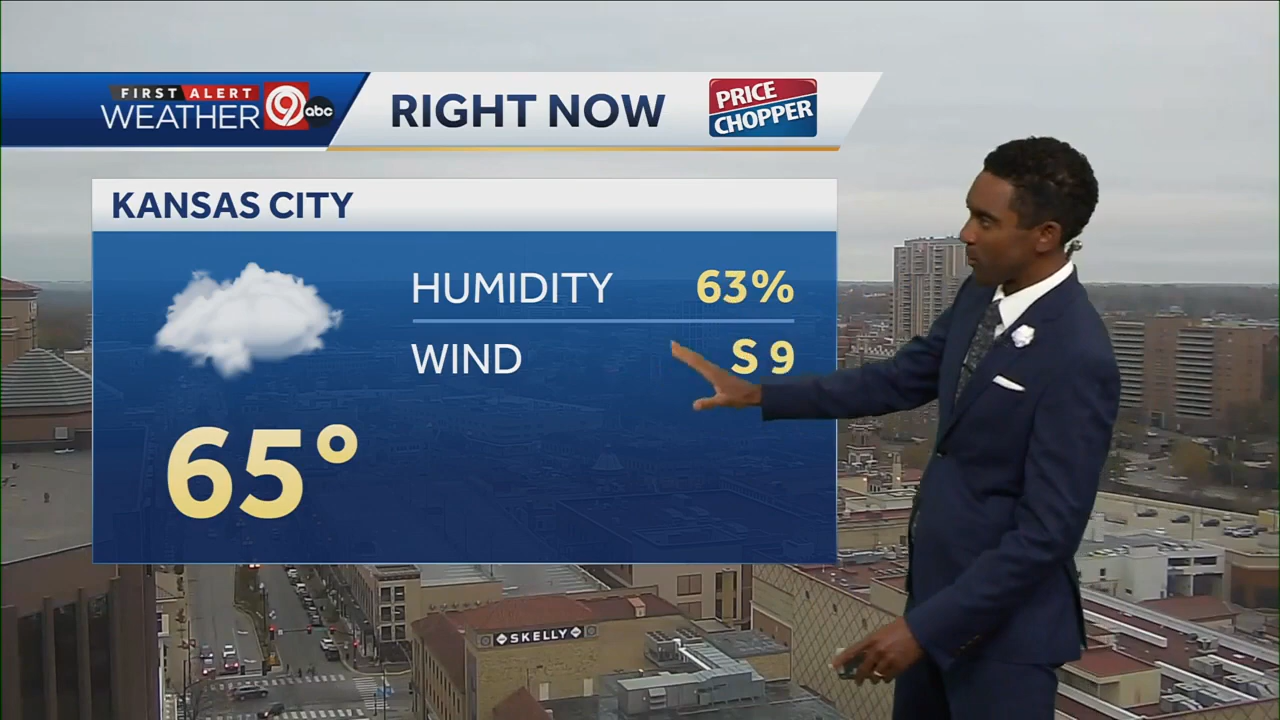 FIRST ALERT
WEATHER 9 abc
RIGHT NOW
PRICE
CHOPPER
KANSAS CITY
HUMIDITY 63%
WIND S 9
65°
SKELLY